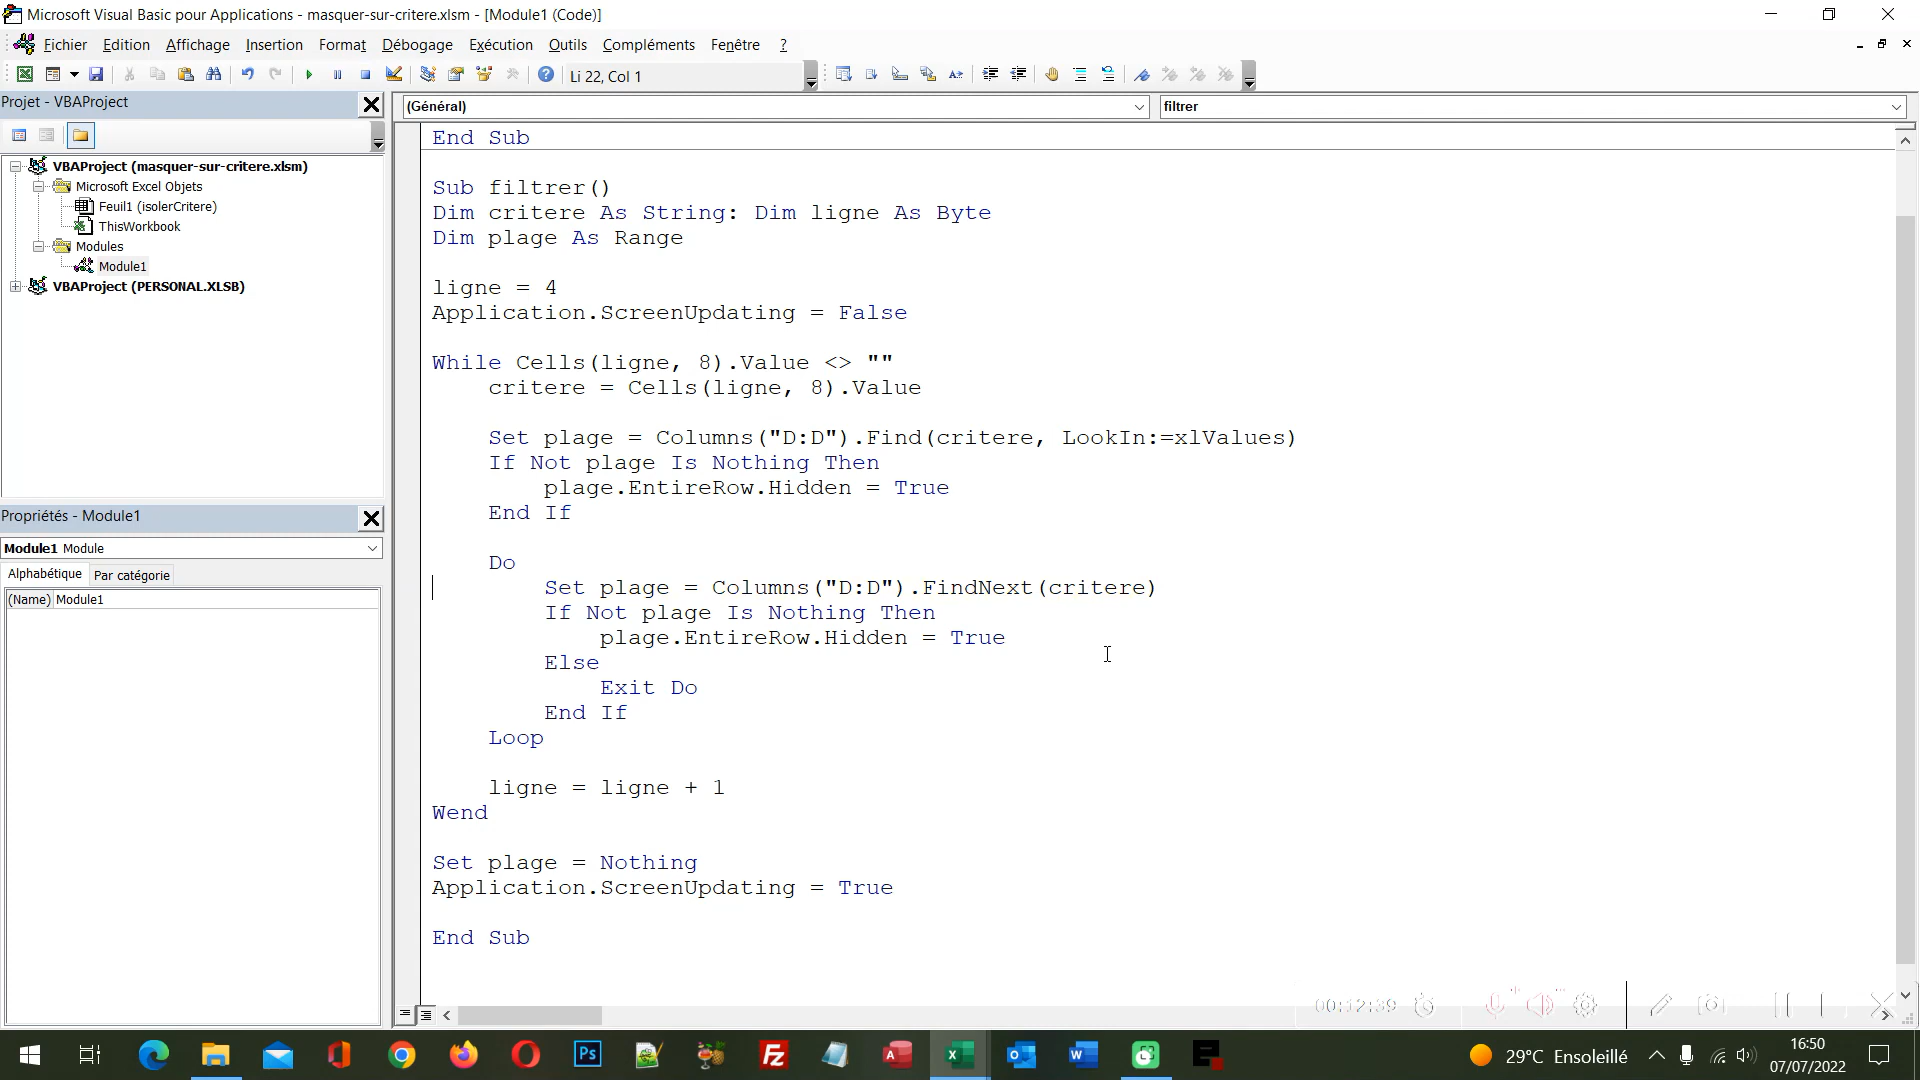 Microsoft Visual Basic pour Applications - masquer-sur-critere.xlsm - [Module1 (Code)]
Fichier Edition Affichage Insertion Format Débogage Exécution Outils Compléments Fenêtre ?
Li 22, Col 1
Projet - VBAProject
(Général)
filtrer
VBAProject (masquer-sur-critere.xlsm)
Microsoft Excel Objets
Feuil1 (isolerCritere)
ThisWorkbook
Modules
Module1
VBAProject (PERSONAL.XLSB)
Propriétés - Module1
Module1 Module
Alphabétique Par catégorie
(Name) Module1
End Sub
Sub filtrer()
Dim critere As String: Dim ligne As Byte
Dim plage As Range
ligne = 4
Application.ScreenUpdating = False
While Cells(ligne, 8).Value <> ""
critere = Cells(ligne, 8).Value
Set plage = Columns("D:D").Find(critere, LookIn:=xlValues)
If Not plage Is Nothing Then
plage.EntireRow.Hidden = True
End If
Do
Set plage = Columns("D:D").FindNext(critere)
If Not plage Is Nothing Then
plage.EntireRow.Hidden = True
Else
Exit Do
End If
Loop
ligne = ligne + 1
Wend
Set plage = Nothing
Application.ScreenUpdating = True
End Sub
00:12:39
29°C Ensoleillé
16:50
07/07/2022